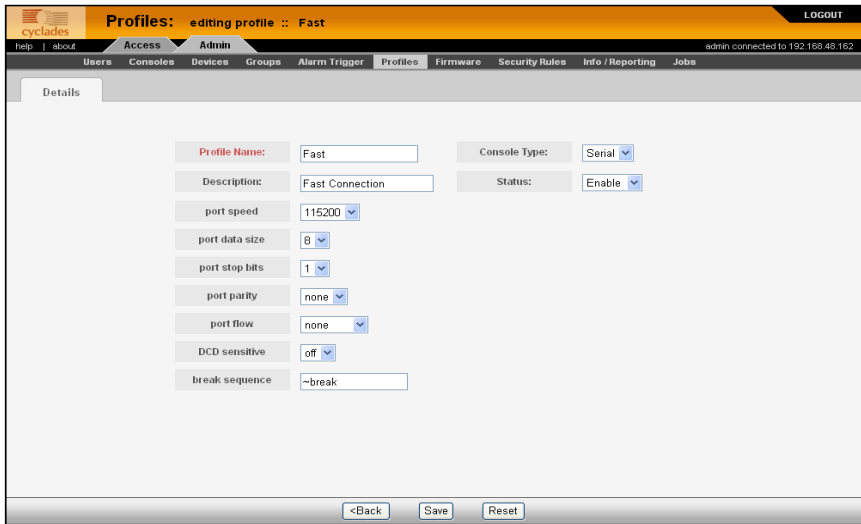 LOGOUT
Profiles: editing profile :: Fast
cyclades
help | about
Access Admin
admin connected to 192.168.48.162
Users Consoles Devices Groups Alarm Trigger Profiles Firmware Security Rules Info / Reporting Jobs
Details
Profile Name: Fast Console Type: Serial
Description: Fast Connection Status: Enable
port speed 115200
port data size 8
port stop bits 1
port parity none
port flow none
DCD sensitive off
break sequence ~break
<Back Save Reset